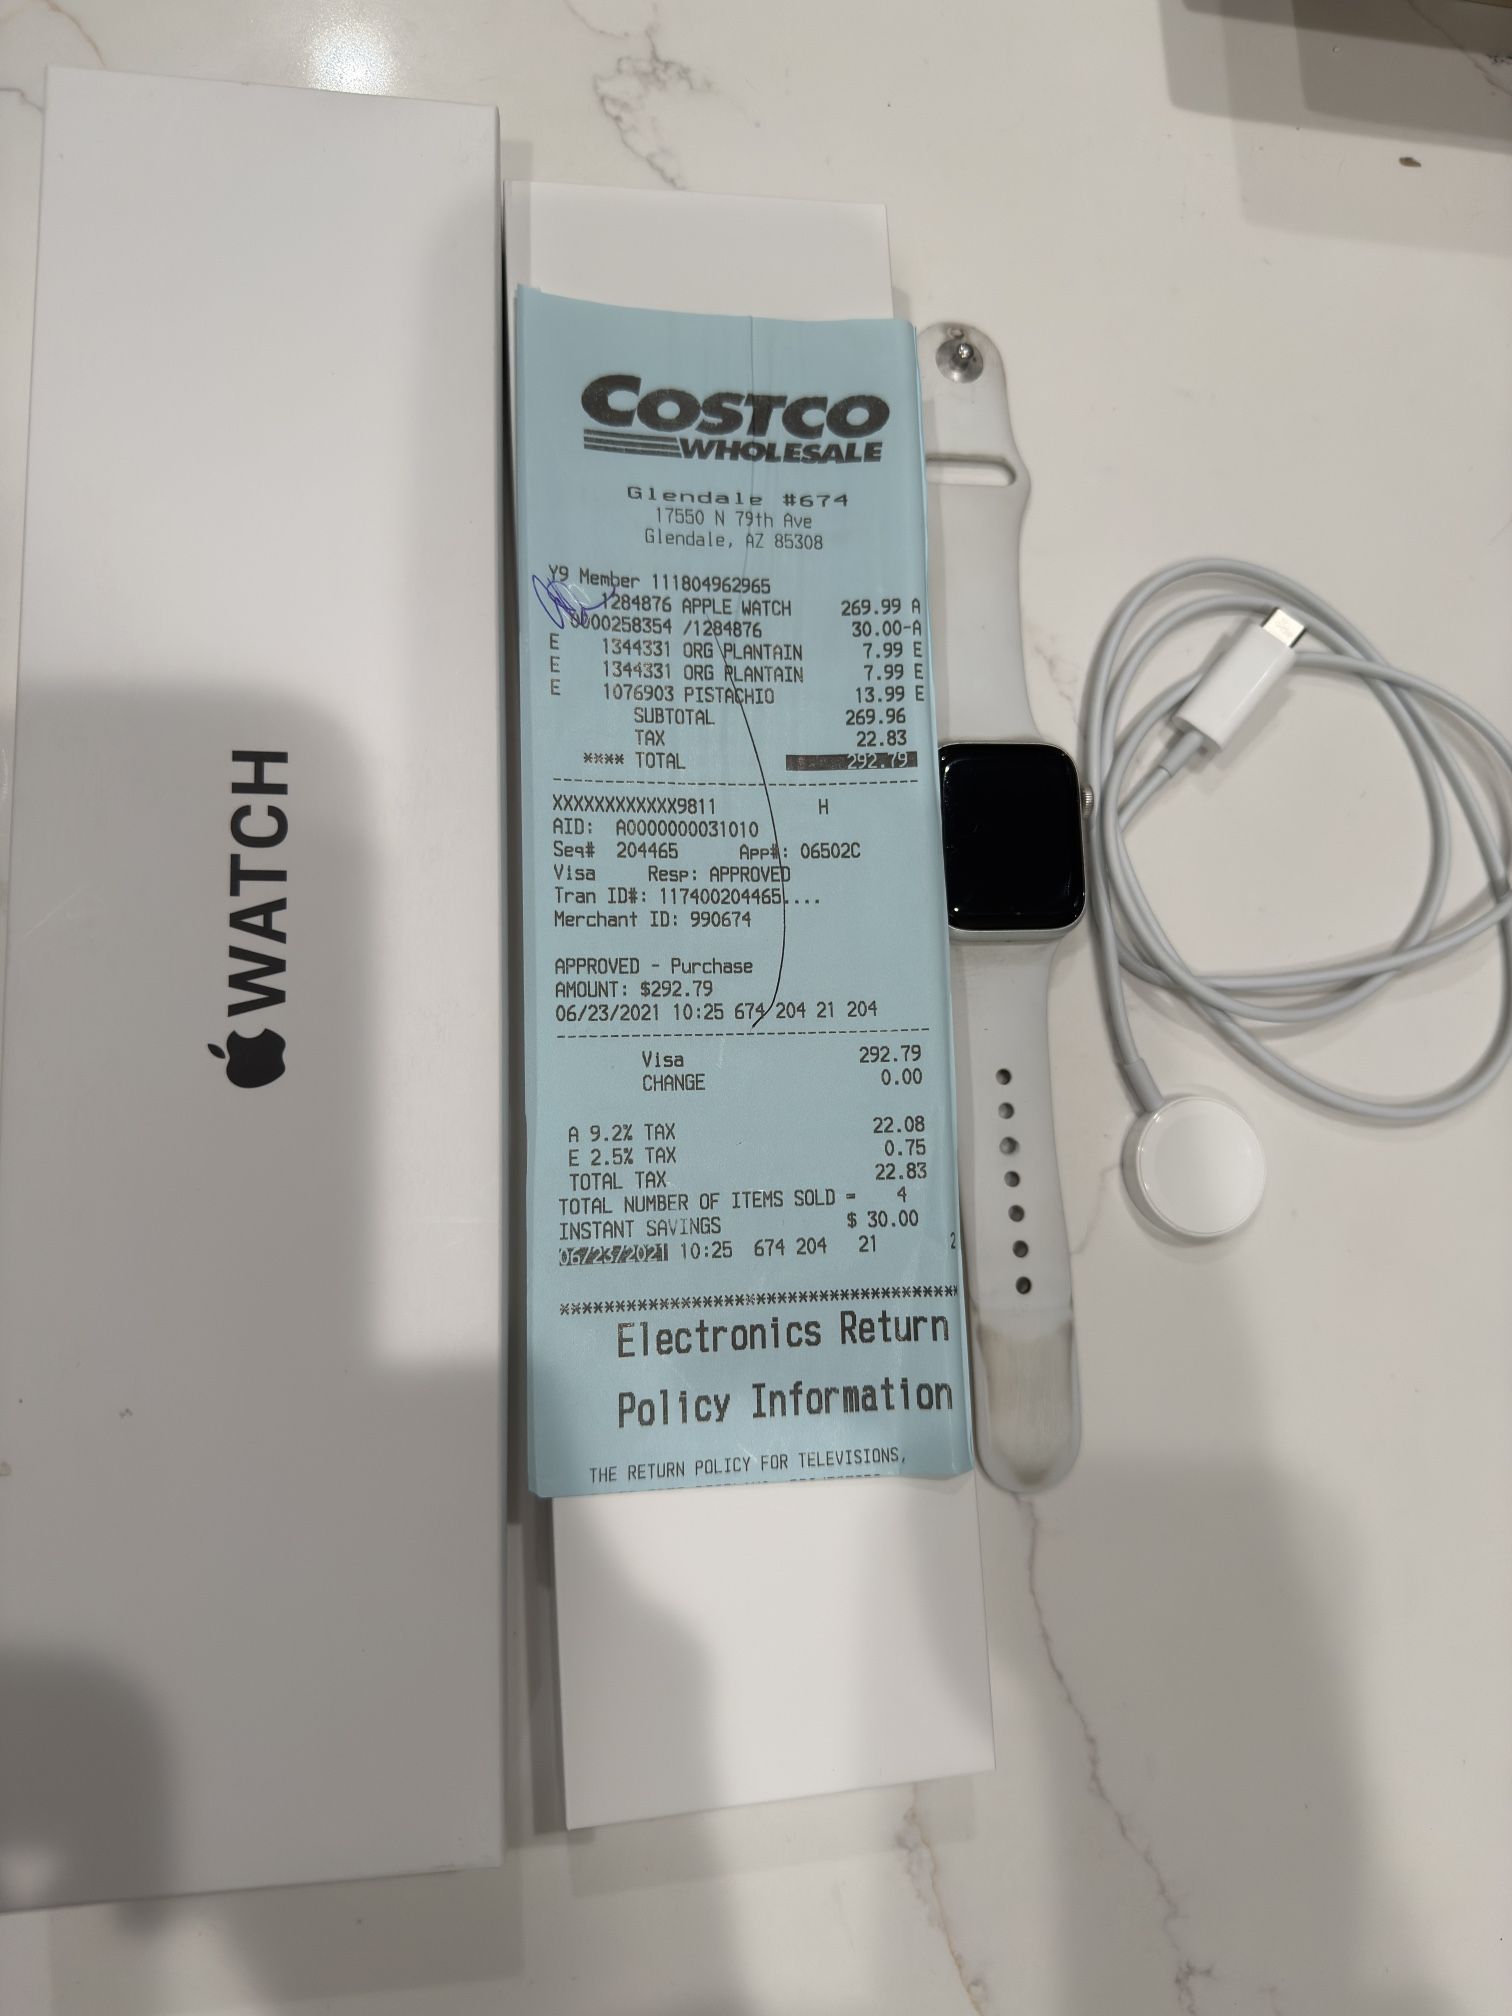 WATCH
COSTCO
WHOLESALE
Glendale #674
17550 N 79th Ave
Glendale, AZ 85308
Y9 Member 111804962965
1284876 APPLE WATCH 269.99 A
0000258354 /1284876 30.00-A
E 1344331 ORG PLANTAIN 7.99 E
E 1344331 ORG PLANTAIN 7.99 E
E 1076903 PISTACHIO 13.99 E
SUBTOTAL 269.96
TAX 22.83
**** TOTAL 292.79
XXXXXXXXXXXX9811 H
AID: A0000000031010
Seq# 204465 App#: 06502C
Visa Resp: APPROVED
Tran ID#: 117400204465....
Merchant ID: 990674
APPROVED - Purchase
AMOUNT: $292.79
06/23/2021 10:25 674 204 21 204
Visa 292.79
CHANGE 0.00
A 9.2% TAX 22.08
E 2.5% TAX 0.75
TOTAL TAX 22.83
TOTAL NUMBER OF ITEMS SOLD = 4
INSTANT SAVINGS $ 30.00
06/23/2021 10:25 674 204 21 2
****************************************
Electronics Return
Policy Information
THE RETURN POLICY FOR TELEVISIONS,